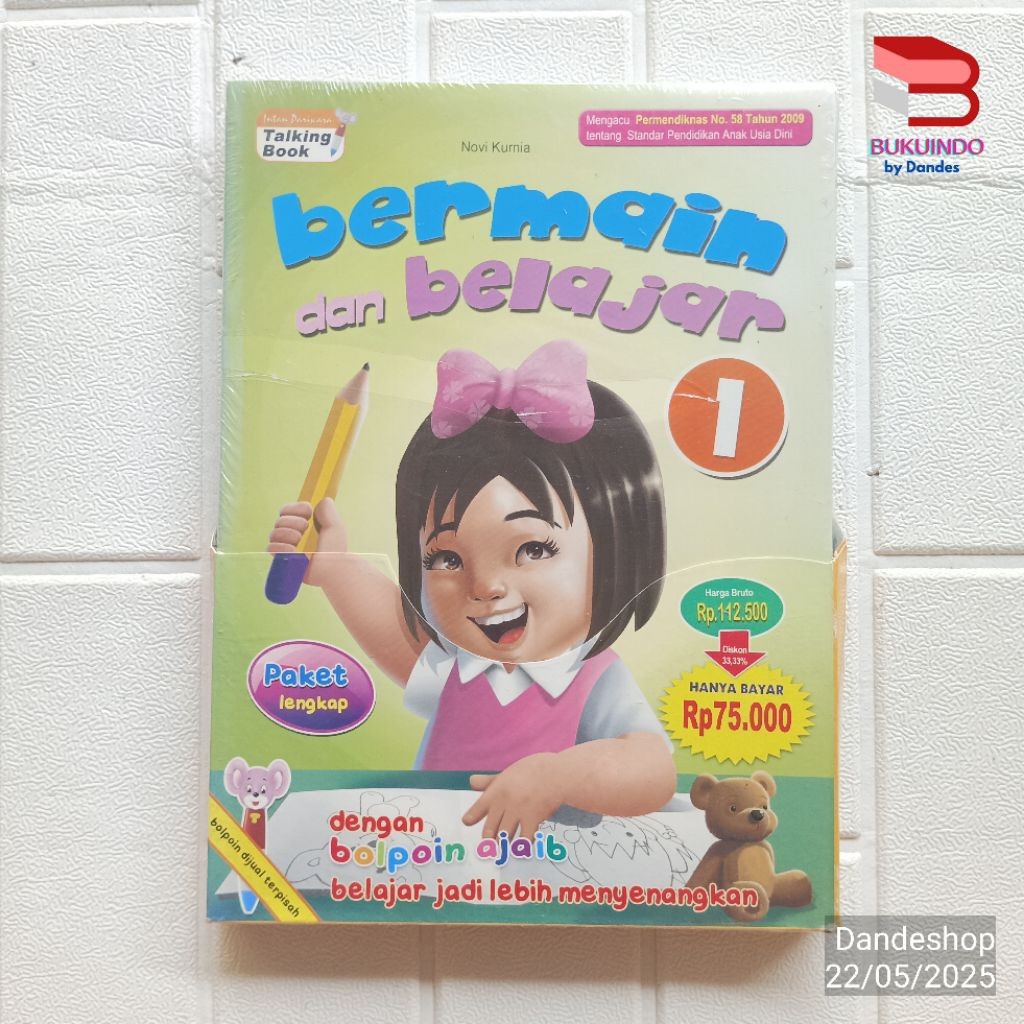 BUKUINDO
by Dandes
Intan Pariwara
Talking
Book
Novi Kurnia
Mengacu Permendiknas No. 58 Tahun 2009
tentang Standar Pendidikan Anak Usia Dini
bermain
dan belajar
1
Harga Bruto
Rp.112.500
Diskon
33,33%
HANYA BAYAR
Rp75.000
Paket
lengkap
T
bolpoin dijual terpisah
dengan
bolpoin ajaib
belajar jadi lebih menyenangkan
Dandeshop
22/05/2025